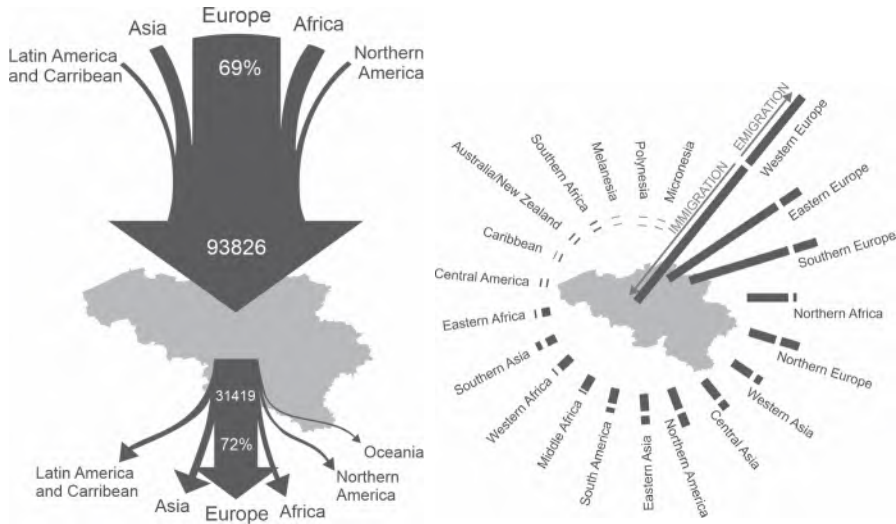 Europe
Asia
Africa
Latin America
and Carribean
Northern
America
69%
93826
31419
72%
Oceania
Latin America
and Carribean
Northern
America
Asia
Africa
Europe
EMIGRATION
IMMIGRATION
Western Europe
Eastern Europe
Southern Europe
Northern Africa
Northern Europe
Western Asia
Central Asia
Northern America
Eastern Asia
South America
Middle Africa
Western Africa
Southern Asia
Eastern Africa
Central America
Caribbean
Australia/New Zealand
Southern Africa
Melanesia
Polynesia
Micronesia